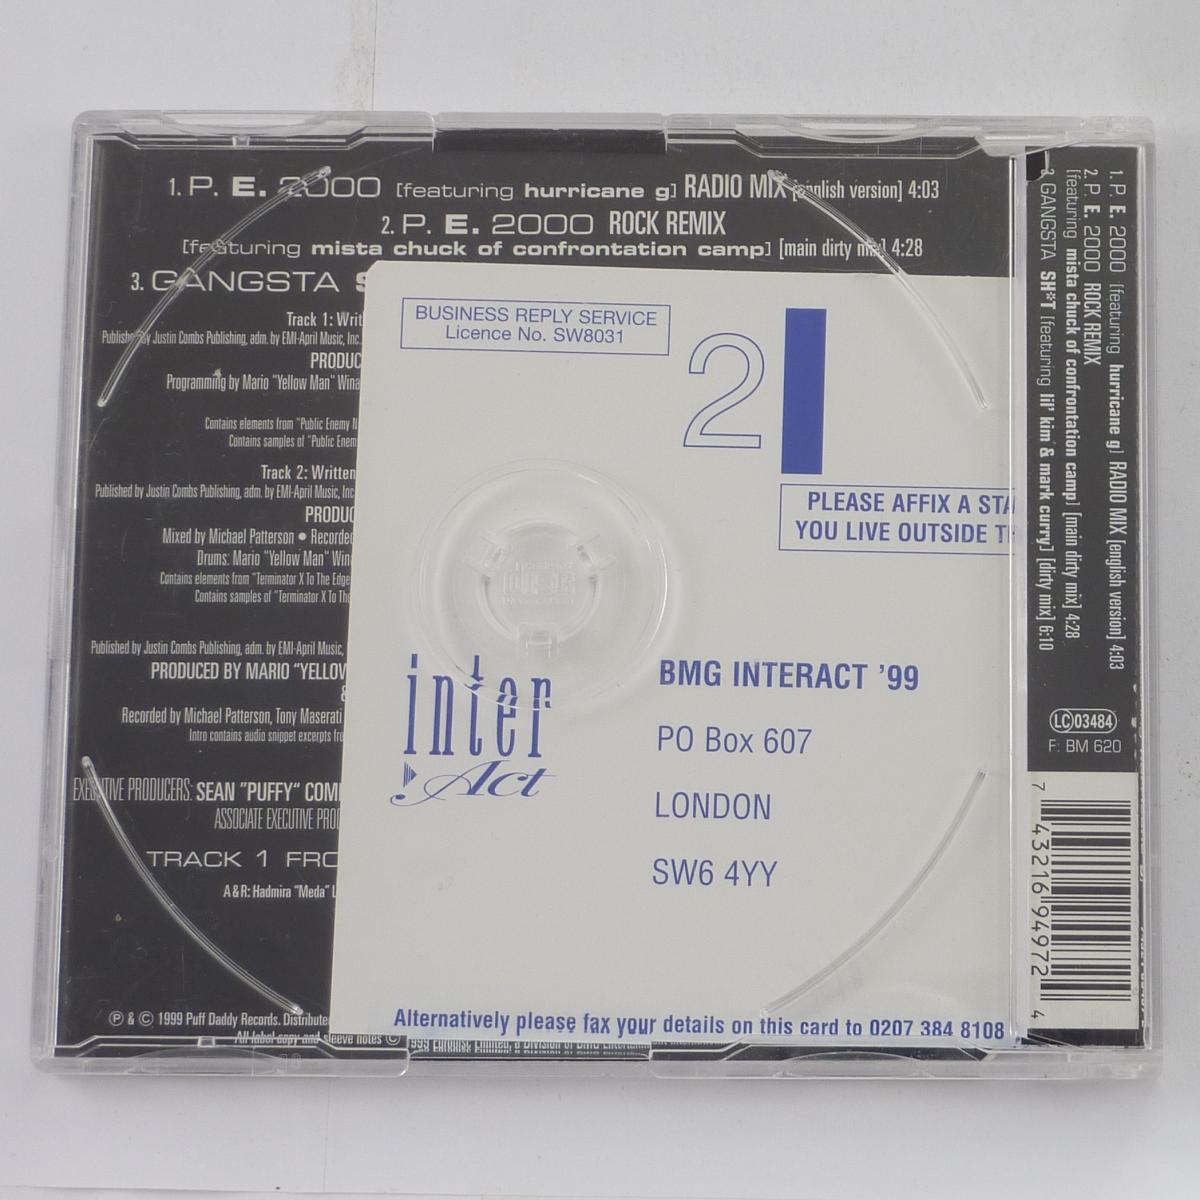 1. P. E. 2000 [featuring hurricane g] RADIO MIX [english version] 4:03
2. P. E. 2000 ROCK REMIX
[featuring mista chuck of confrontation camp] [main dirty mix] 4:28
3. GANGSTA
Track 1: Writ
Published by Justin Combs Publishing, adm. by EMI-April Music, Inc.
PRODUC
Programming by Mario "Yellow Man" Wina
Contains elements from "Public Enemy N
Contains samples of "Public Enem
Track 2: Written
Published by Justin Combs Publishing, adm. by EMI-April Music, Inc
PRODUC
Mixed by Michael Patterson • Recorde
Drums: Mario "Yellow Man" Win
Contains elements from "Terminator X To The Edge
Contains samples of "Terminator X To The
Published by Justin Combs Publishing, adm. by EMI-April Music,
PRODUCED BY MARIO "YELLOW
&
Recorded by Michael Patterson, Tony Maserati
Intro contains audio snippet excerpts fro
EXECUTIVE PRODUCERS: SEAN "PUFFY" COM
ASSOCIATE EXECUTIVE PRO
TRACK 1 FRO
A & R: Hadmira "Meda" L
℗ & © 1999 Puff Daddy Records. Distribute
All label copy and sleeve notes ©
BUSINESS REPLY SERVICE
Licence No. SW8031
2
PLEASE AFFIX A STA
YOU LIVE OUTSIDE TH
COMPACT
disc
inter
Act
BMG INTERACT '99
PO Box 607
LONDON
SW6 4YY
Alternatively please fax your details on this card to 0207 384 8108
1. P. E. 2000 [featuring hurricane g] RADIO MIX [english version] 4:03
2. P. E. 2000 ROCK REMIX
[featuring mista chuck of confrontation camp] [main dirty mix] 4:28
3. GANGSTA SH*T [featuring lil' kim & mark curry] [dirty mix] 6:10
LC 03484
F: BM 620
7 43216 94972 4